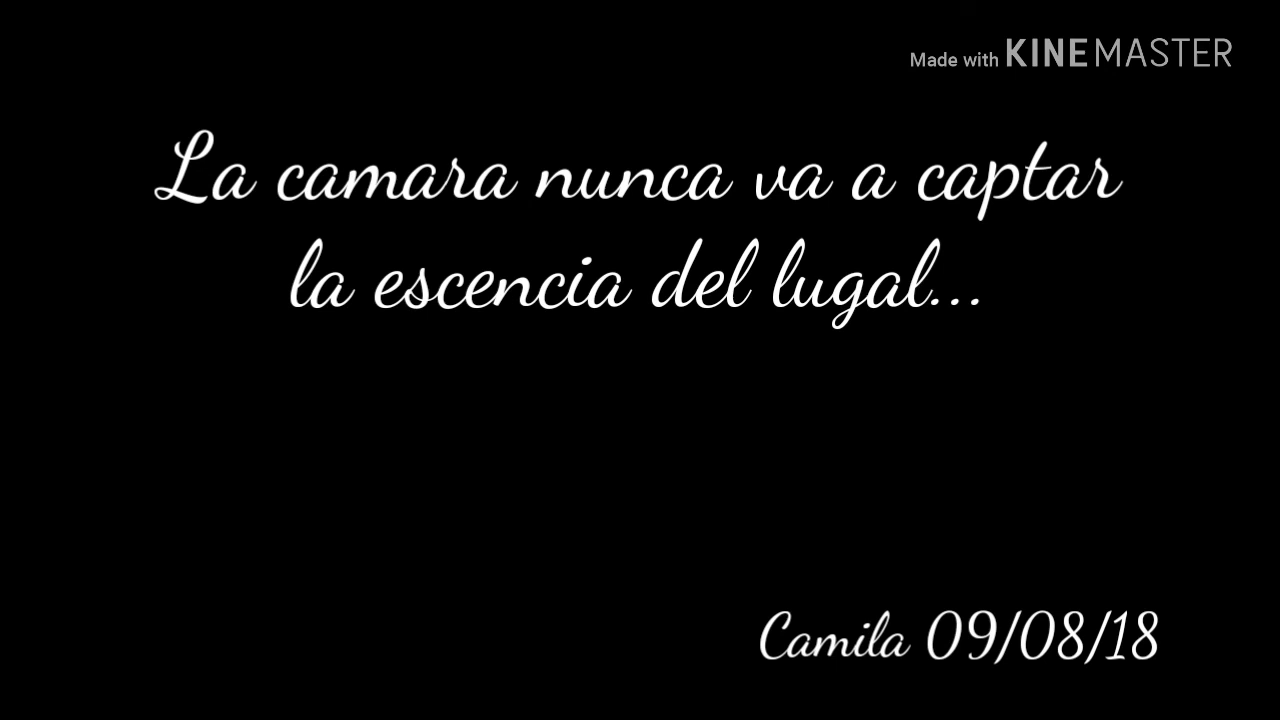 Made with KINEMASTER
La camara nunca va a captar
la escencia del lugal...
Camila 09/08/18